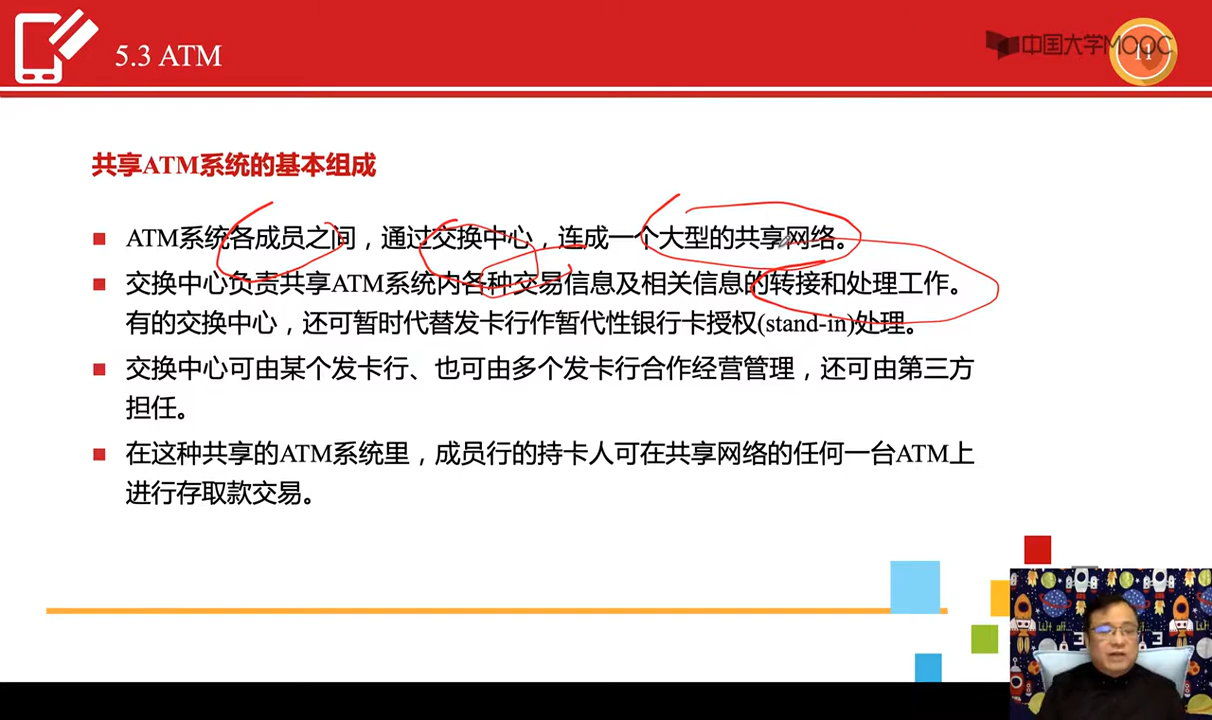 5.3 ATM
中国大学MOOC
11
共享ATM系统的基本组成
ATM系统各成员之间，通过交换中心，连成一个大型的共享网络。
交换中心负责共享ATM系统内各种交易信息及相关信息的转接和处理工作。
有的交换中心，还可暂时代替发卡行作暂代性银行卡授权(stand-in)处理。
交换中心可由某个发卡行、也可由多个发卡行合作经营管理，还可由第三方
担任。
在这种共享的ATM系统里，成员行的持卡人可在共享网络的任何一台ATM上
进行存取款交易。